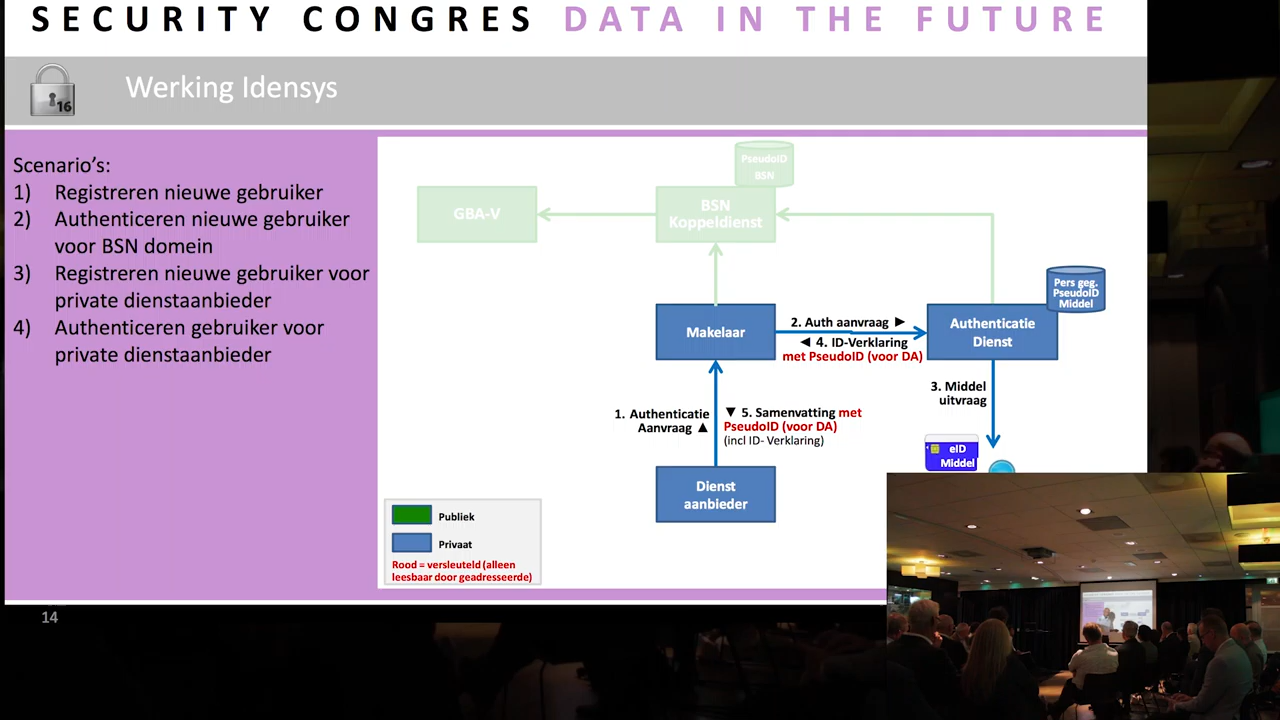 SECURITY CONGRES DATA IN THE FUTURE
16
Werking Idensys
Scenario's:
1) Registreren nieuwe gebruiker
2) Authenticeren nieuwe gebruiker
voor BSN domein
3) Registreren nieuwe gebruiker voor
private dienstaanbieder
4) Authenticeren gebruiker voor
private dienstaanbieder
PseudoID
BSN
GBA-V
BSN
Koppeldienst
Pers geg.
PseudoID
Middel
Makelaar
2. Auth aanvraag ►
◄ 4. ID-Verklaring
met PseudoID (voor DA)
Authenticatie
Dienst
3. Middel
uitvraag
1. Authenticatie
Aanvraag ▲
▼ 5. Samenvatting met
PseudoID (voor DA)
(incl ID- Verklaring)
eID
Middel
Dienst
aanbieder
Publiek
Privaat
Rood = versleuteld (alleen
leesbaar door geadresseerde)
14